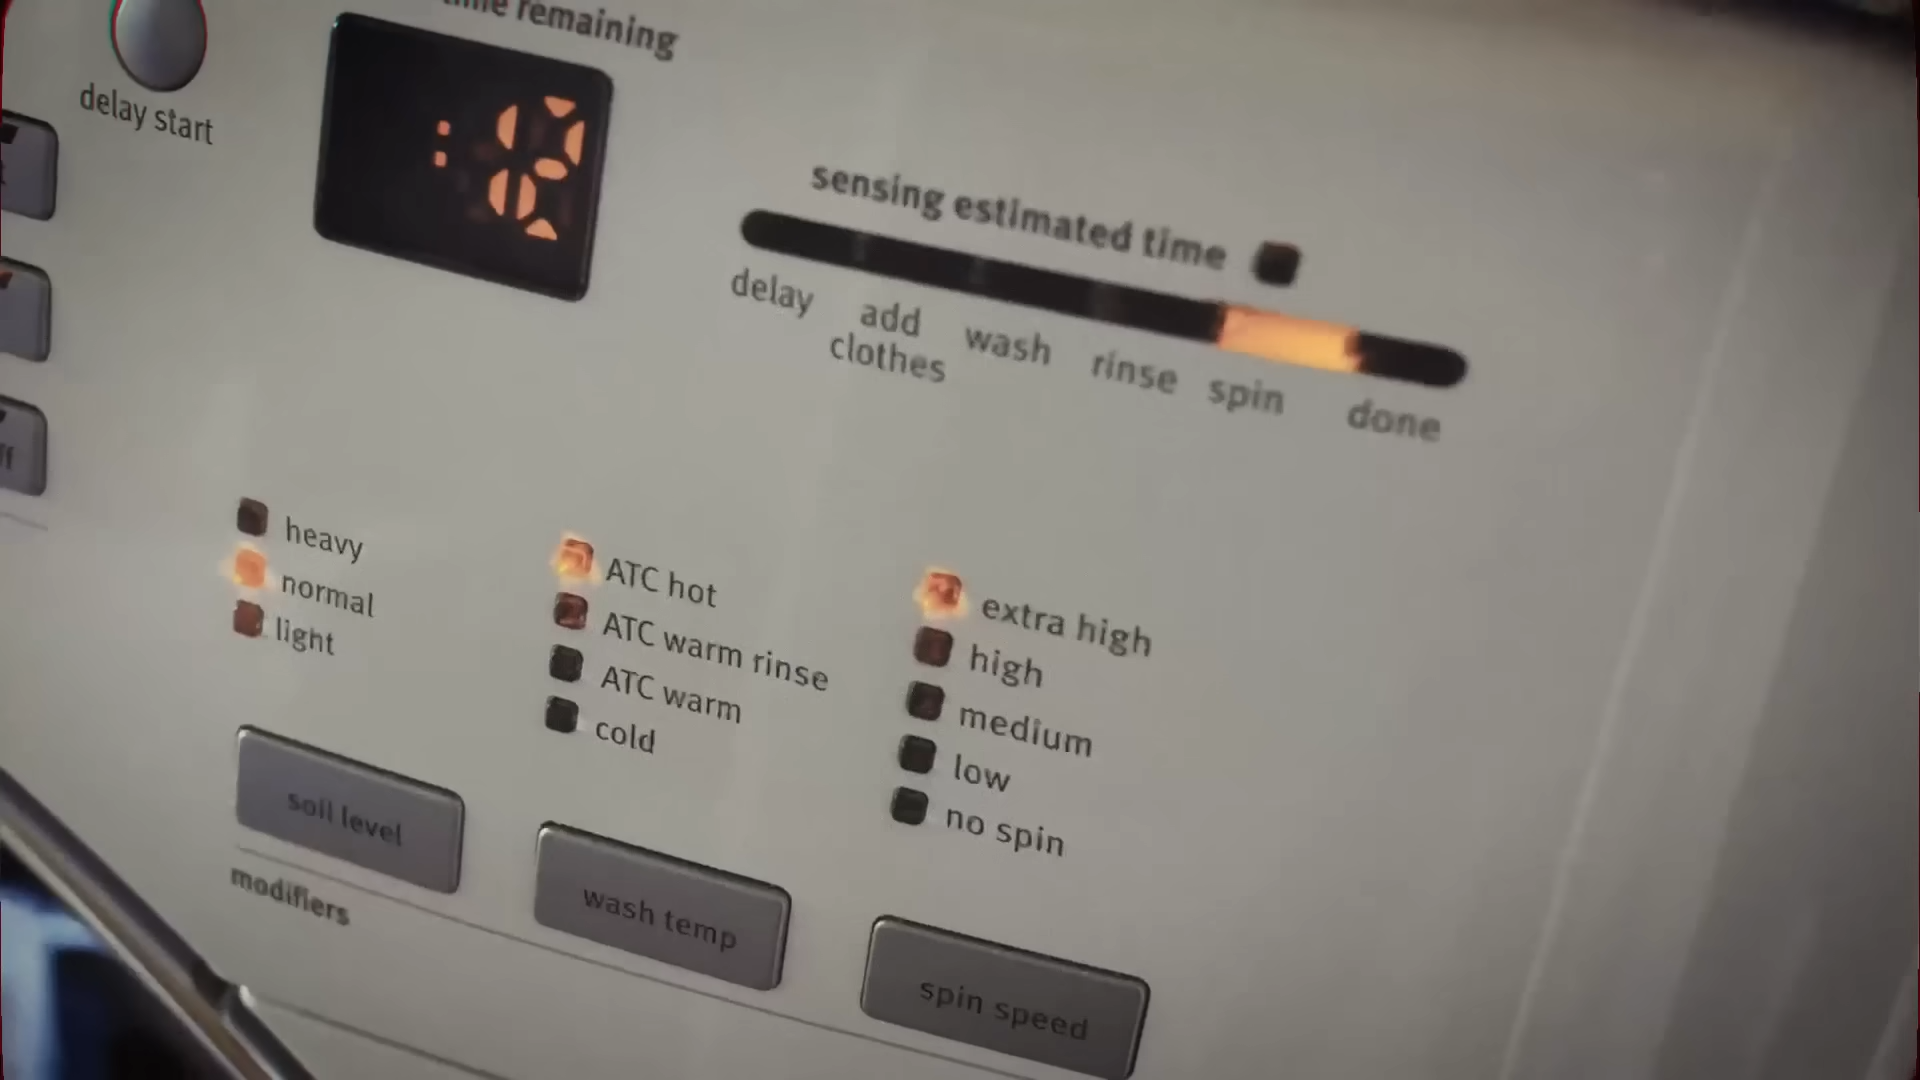 time remaining
delay start
sensing estimated time
delay
add
clothes
wash
rinse
spin
done
heavy
normal
light
ATC hot
ATC warm rinse
ATC warm
cold
extra high
high
medium
low
no spin
soil level
wash temp
spin speed
modifiers